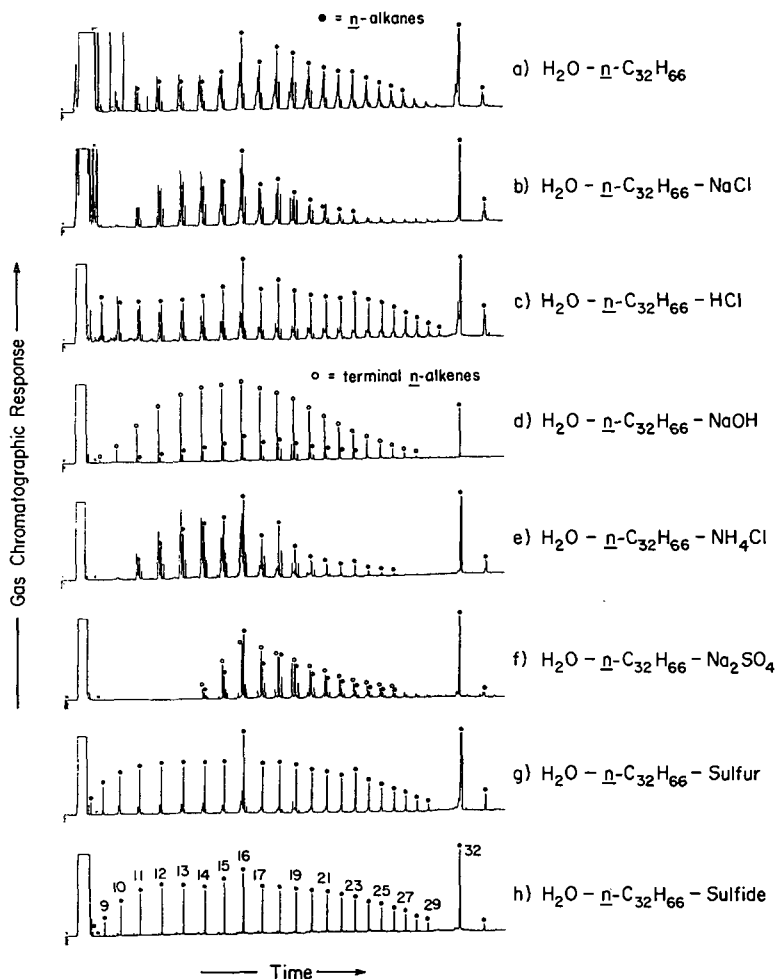 ● = n-alkanes
a) H₂O – n-C₃₂H₆₆
b) H₂O – n-C₃₂H₆₆ – NaCl
c) H₂O – n-C₃₂H₆₆ – HCl
○ = terminal n-alkenes
d) H₂O – n-C₃₂H₆₆ – NaOH
e) H₂O – n-C₃₂H₆₆ – NH₄Cl
f) H₂O – n-C₃₂H₆₆ – Na₂SO₄
g) H₂O – n-C₃₂H₆₆ – Sulfur
9 10 11 12 13 14 15 16 17 19 21 23 25 27 29 32
h) H₂O – n-C₃₂H₆₆ – Sulfide
Gas Chromatographic Response
Time